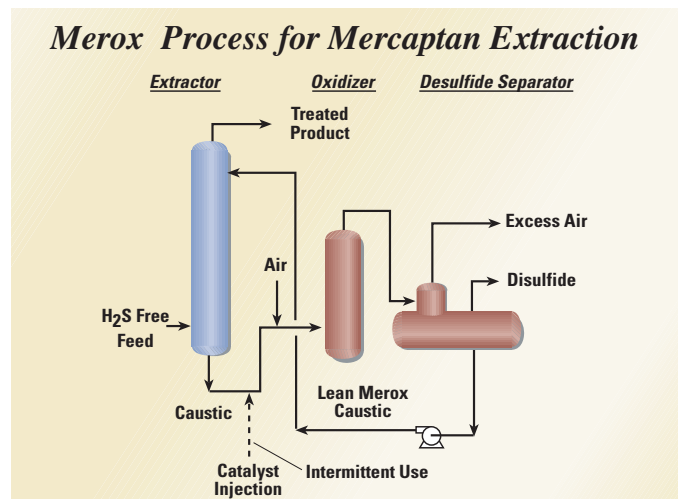 Merox Process for Mercaptan Extraction
Extractor
Oxidizer
Desulfide Separator
Treated
Product
Excess Air
Air
Disulfide
H2S Free
Feed
Lean Merox
Caustic
Caustic
Catalyst
Injection
Intermittent Use